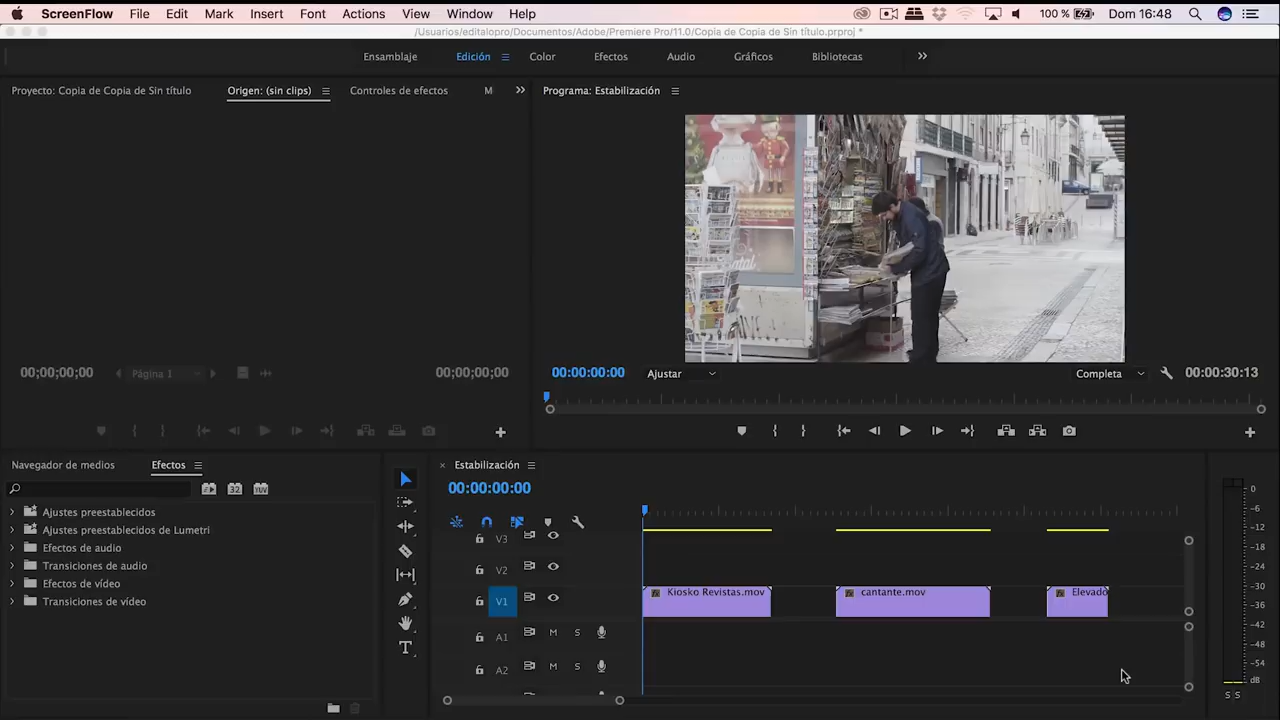 ScreenFlow File Edit Mark Insert Font Actions View Window Help 100 % Dom 16:48
/Usuarios/editalopro/Documentos/Adobe/Premiere Pro/11.0/Copia de Copia de Sin título.prproj *
Ensamblaje Edición Color Efectos Audio Gráficos Bibliotecas
Proyecto: Copia de Copia de Sin título Origen: (sin clips) Controles de efectos M
Programa: Estabilización
00;00;00;00 Página 1 00;00;00;00
00:00:00:00 Ajustar Completa 00:00:30:13
Navegador de medios Efectos
32 YUV
Ajustes preestablecidos
Ajustes preestablecidos de Lumetri
Efectos de audio
Transiciones de audio
Efectos de vídeo
Transiciones de vídeo
Estabilización
00:00:00:00
V3
V2
V1 Kiosko Revistas.mov cantante.mov Elevado
A1 M S
A2 M S
0
-6
-12
-18
-24
-30
-36
-42
-48
-54
dB
S S